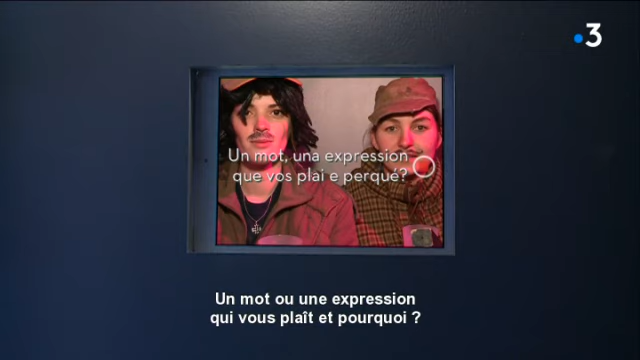 3
Un mot, una expression
que vos plai e perqué?
Un mot ou une expression
qui vous plaît et pourquoi ?